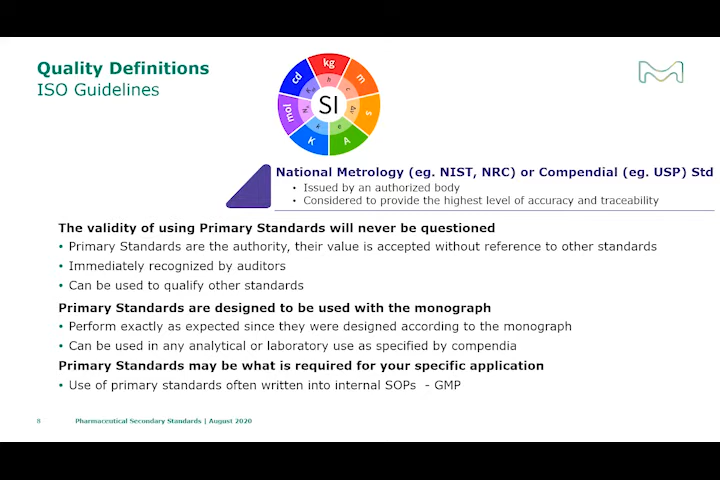 Quality Definitions
ISO Guidelines
kg
m
s
A
K
mol
cd
SI
National Metrology (eg. NIST, NRC) or Compendial (eg. USP) Std
• Issued by an authorized body
• Considered to provide the highest level of accuracy and traceability
The validity of using Primary Standards will never be questioned
• Primary Standards are the authority, their value is accepted without reference to other standards
• Immediately recognized by auditors
• Can be used to qualify other standards
Primary Standards are designed to be used with the monograph
• Perform exactly as expected since they were designed according to the monograph
• Can be used in any analytical or laboratory use as specified by compendia
Primary Standards may be what is required for your specific application
• Use of primary standards often written into internal SOPs - GMP
8 Pharmaceutical Secondary Standards | August 2020